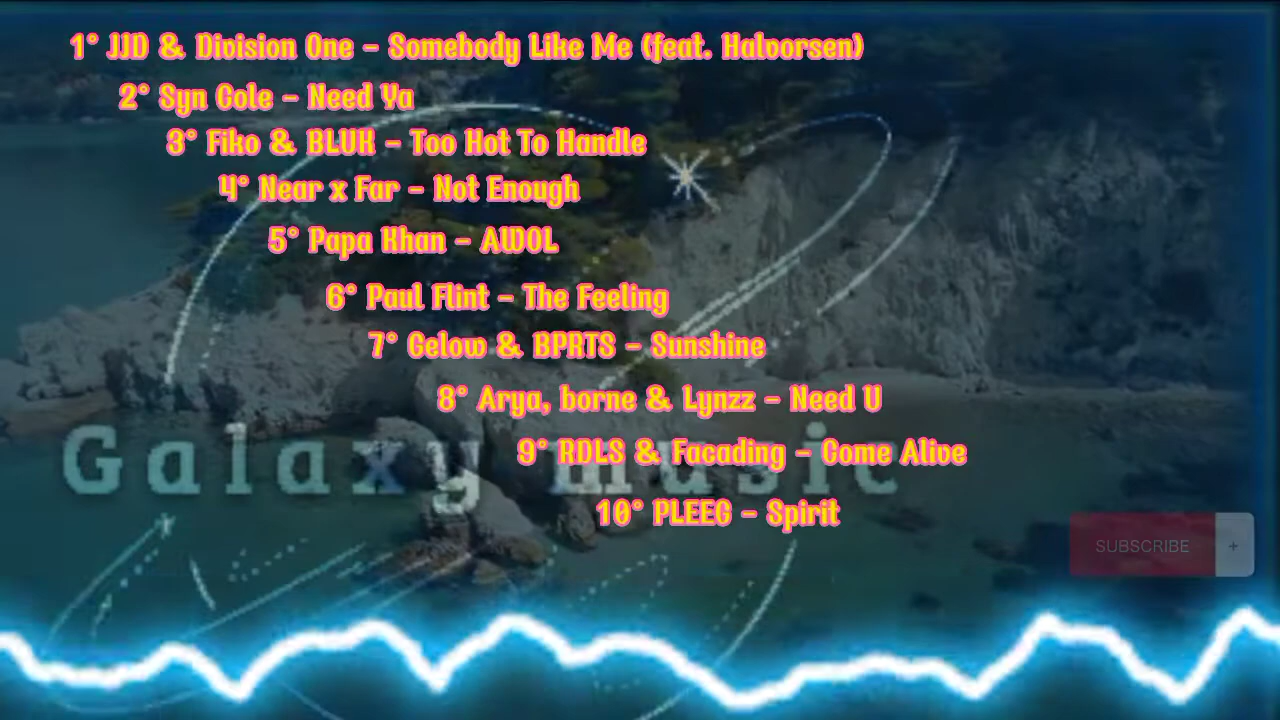 1° JJD & Division One - Somebody Like Me (feat. Halvorsen)
2° Syn Cole - Need Ya
3° Fiko & BLUK - Too Hot To Handle
4° Near x Far - Not Enough
5° Papa Khan - AWOL
6° Paul Flint - The Feeling
7° Gelow & BPRTS - Sunshine
8° Arya, borne & Lynzz - Need U
9° RDLS & Facading - Come Alive
Galaxy music
10° PLEEG - Spirit
SUBSCRIBE +